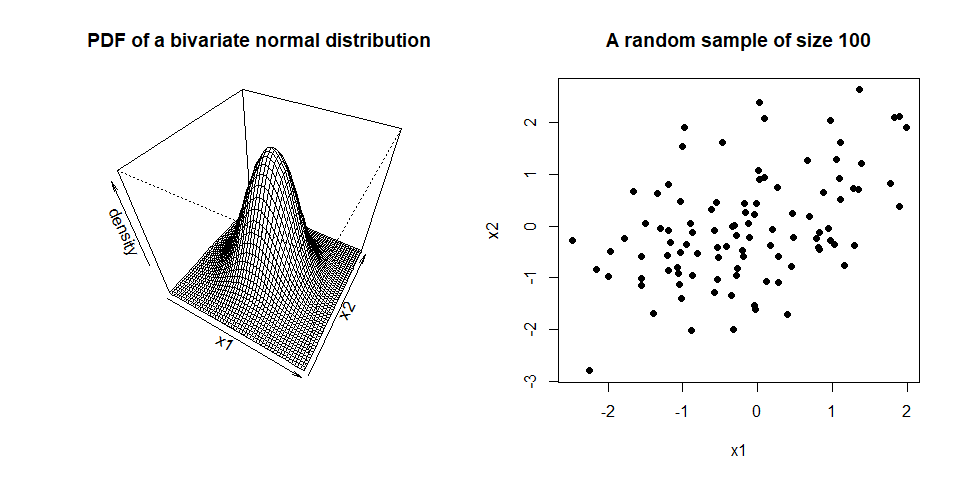 PDF of a bivariate normal distribution
density
x1
x2
A random sample of size 100
x2
2
1
0
-1
-2
-3
-2
-1
0
1
2
x1